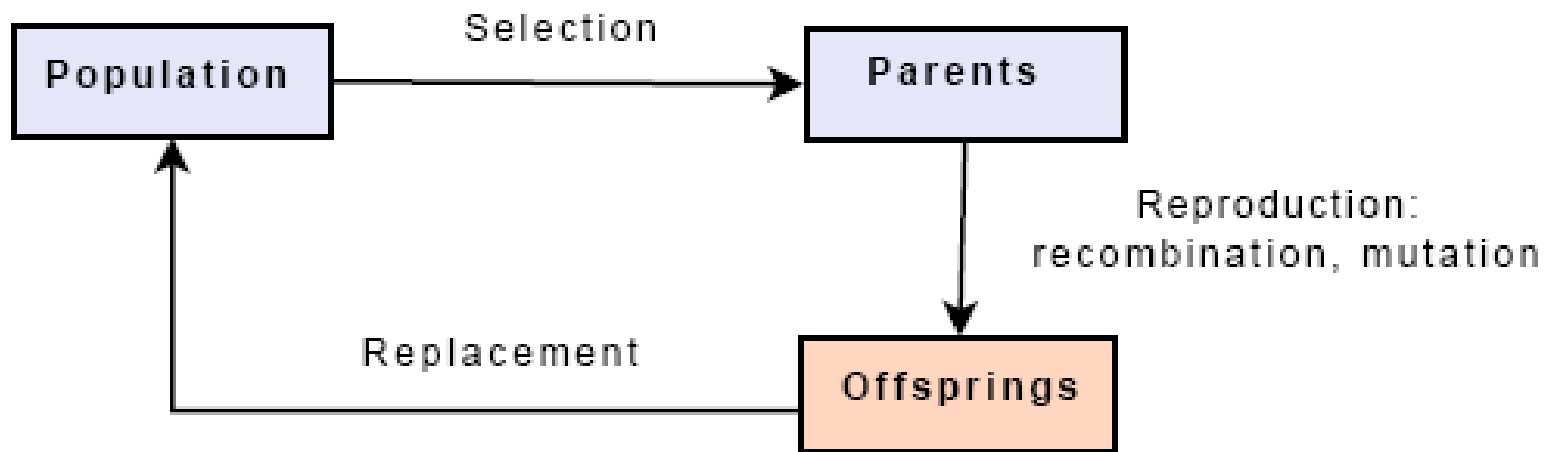 Selection
Population
Parents
Reproduction:
recombination, mutation
Replacement
Offsprings